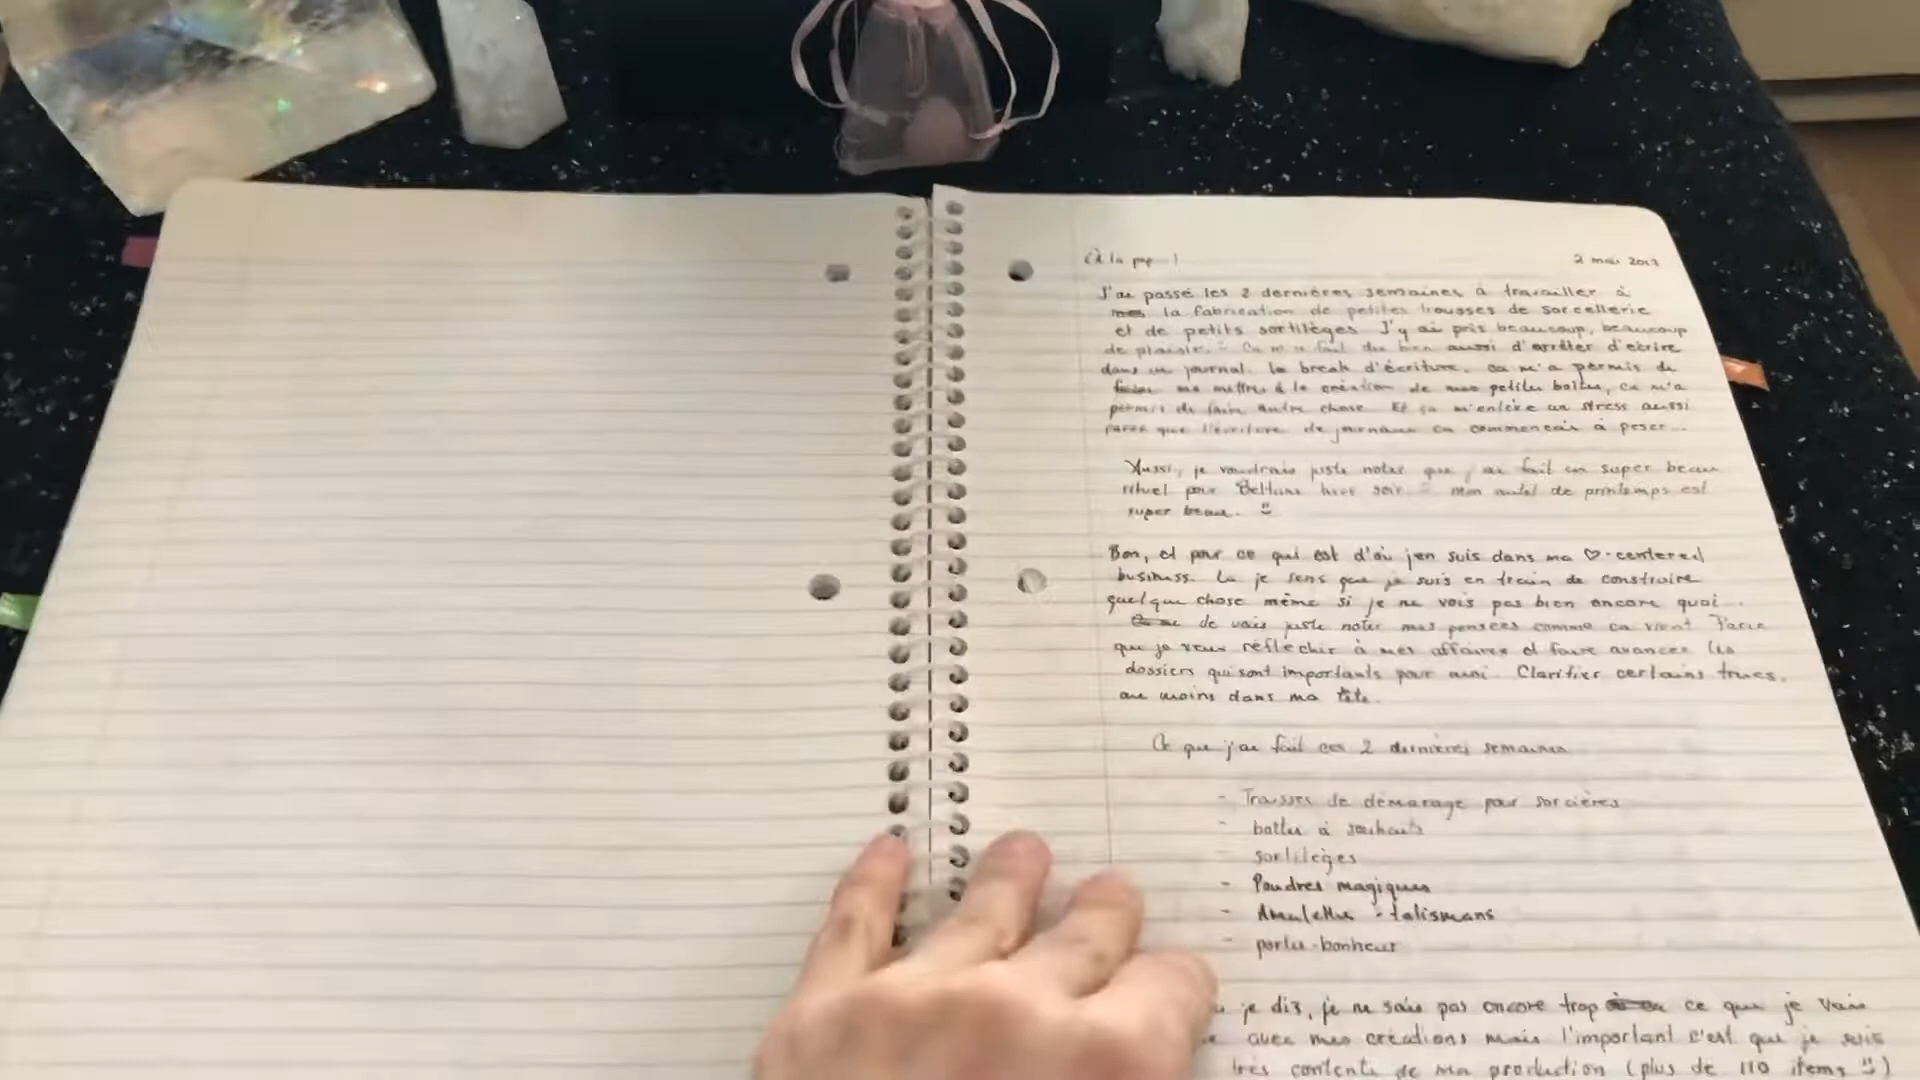 À la pep !
2 mai 2017
J'ai passé les 2 dernières semaines à travailler à
la fabrication de petites trousses de sorcellerie
et de petits sortilèges. J'y ai pris beaucoup, beaucoup
de plaisir. Ça m'a fait du bien aussi d'arrêter d'écrire
dans un journal. Le break d'écriture, ça m'a permis de
me mettre à la création de mes petites boîtes, ça m'a
permis de faire autre chose. Et ça m'enlève un stress aussi
parce que l'écriture de journaux ça commençait à peser...
Aussi, je voudrais juste noter que j'ai fait un super beau
rituel pour Beltane hier soir. mon autel de printemps est
super beau.
Bon, et pour ce qui est d'où j'en suis dans ma ♡-centered
business. Là je sens que je suis en train de construire
quelque chose même si je ne vois pas bien encore quoi.
Je vais juste noter mes pensées comme ça vient. Parce
que je veux réfléchir à mes affaires et faire avancer les
dossiers qui sont importants pour moi. Clarifier certains trucs,
au moins dans ma tête.
Ce que j'ai fait ces 2 dernières semaines
- Trousses de démarage pour sorcières
- boîtes à souhaits
- sortilèges
- Poudres magiques
- Amulettes - talismans
- porte-bonheur
je dis, je ne sais pas encore trop ce que je vais
avec mes créations mais l'important c'est que je suis
très contente de ma production (plus de 110 items ü)